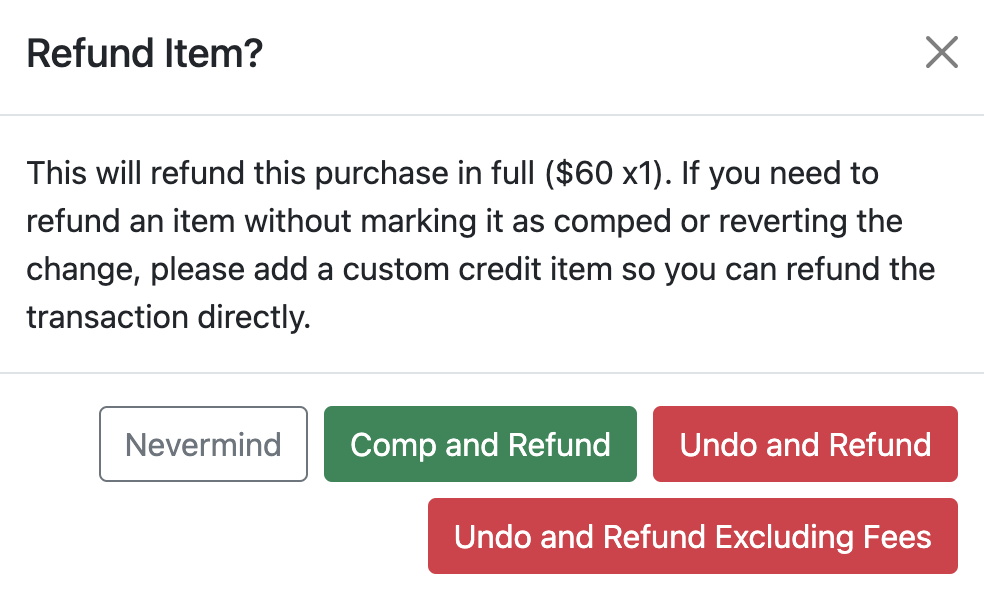 Refund Item?
This will refund this purchase in full ($60 x1). If you need to
refund an item without marking it as comped or reverting the
change, please add a custom credit item so you can refund the
transaction directly.
Nevermind
Comp and Refund
Undo and Refund
Undo and Refund Excluding Fees